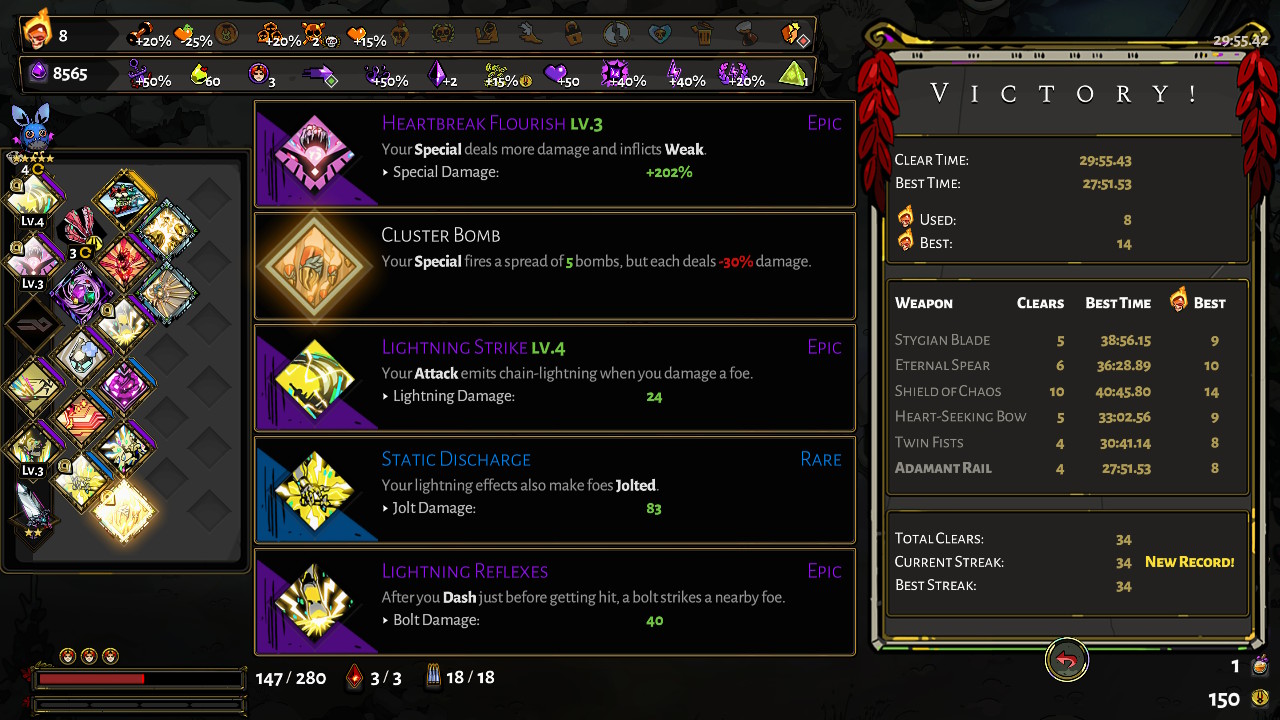 8
+20%
-25%
+20%
2
+15%
29:55.42
8565
+50%
60
3
+50%
+2
+15%
+50
+40%
+40%
+20%
1
4
Lv.4
3
Lv.3
Lv.3
HEARTBREAK FLOURISH LV.3
EPIC
Your Special deals more damage and inflicts Weak.
Special Damage: +202%
CLUSTER BOMB
Your Special fires a spread of 5 bombs, but each deals -30% damage.
LIGHTNING STRIKE LV.4
EPIC
Your Attack emits chain-lightning when you damage a foe.
Lightning Damage: 24
STATIC DISCHARGE
RARE
Your lightning effects also make foes Jolted.
Jolt Damage: 83
LIGHTNING REFLEXES
EPIC
After you Dash just before getting hit, a bolt strikes a nearby foe.
Bolt Damage: 40
147 / 280
3 / 3
18 / 18
VICTORY!
CLEAR TIME: 29:55.43
BEST TIME: 27:51.53
USED: 8
BEST: 14
WEAPON CLEARS BEST TIME BEST
STYGIAN BLADE 5 38:56.15 9
ETERNAL SPEAR 6 36:28.89 10
SHIELD OF CHAOS 10 40:45.80 14
HEART-SEEKING BOW 5 33:02.56 9
TWIN FISTS 4 30:41.14 8
ADAMANT RAIL 4 27:51.53 8
TOTAL CLEARS: 34
CURRENT STREAK: 34 NEW RECORD!
BEST STREAK: 34
1
150